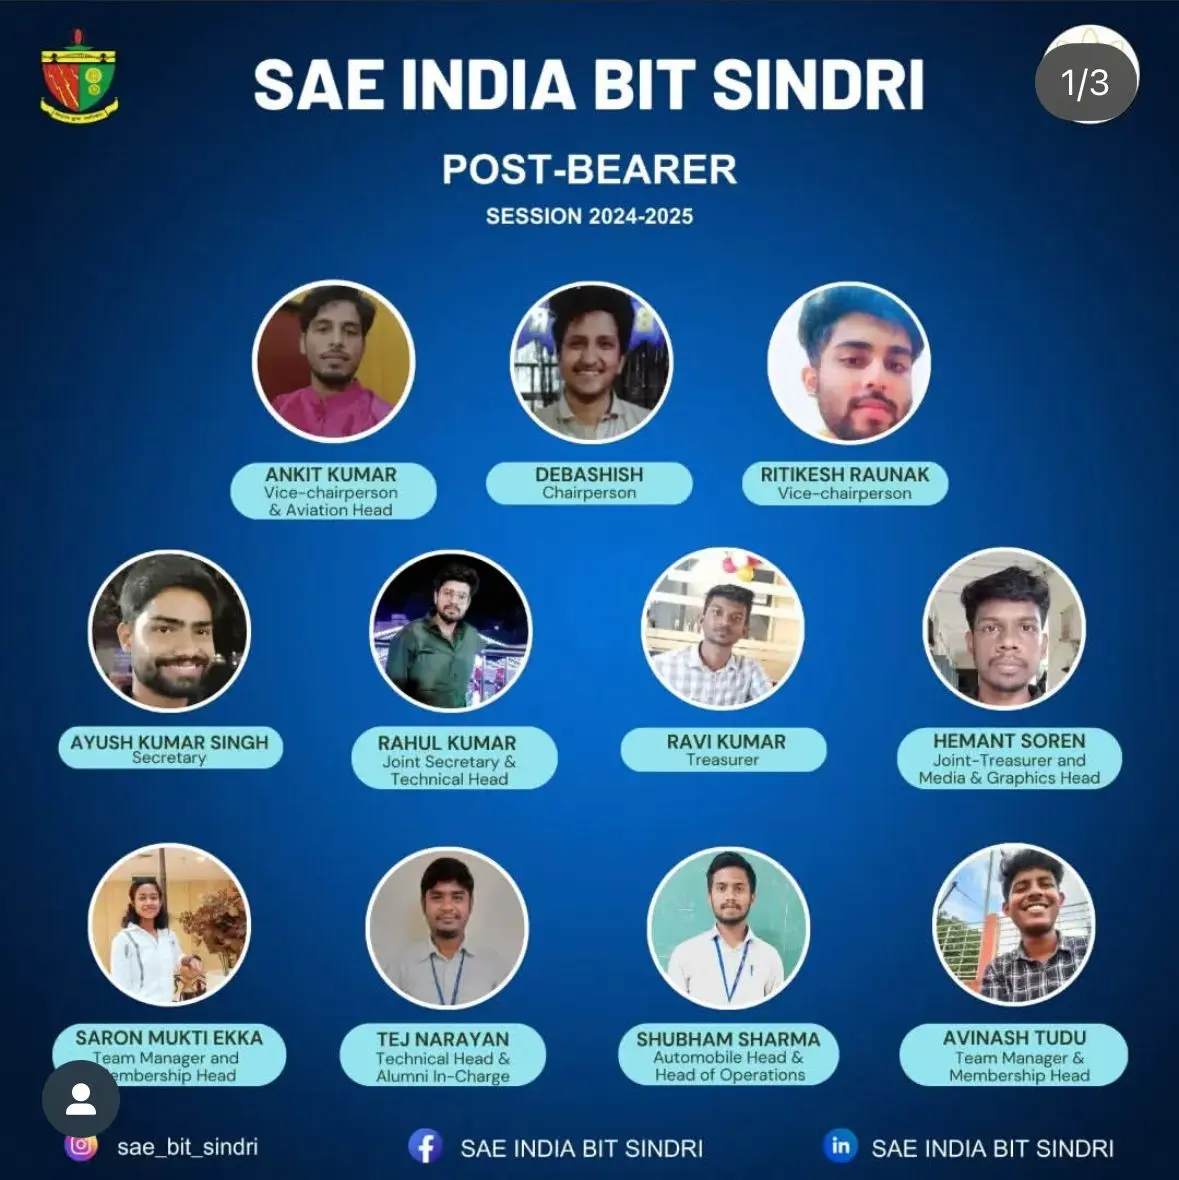 SAE INDIA BIT SINDRI
1/3
POST-BEARER
SESSION 2024-2025
ANKIT KUMAR
Vice-chairperson
& Aviation Head
DEBASHISH
Chairperson
RITIKESH RAUNAK
Vice-chairperson
AYUSH KUMAR SINGH
Secretary
RAHUL KUMAR
Joint Secretary &
Technical Head
RAVI KUMAR
Treasurer
HEMANT SOREN
Joint-Treasurer and
Media & Graphics Head
SARON MUKTI EKKA
Team Manager and
embership Head
TEJ NARAYAN
Technical Head &
Alumni In-Charge
SHUBHAM SHARMA
Automobile Head &
Head of Operations
AVINASH TUDU
Team Manager &
Membership Head
sae_bit_sindri
SAE INDIA BIT SINDRI
in SAE INDIA BIT SINDRI